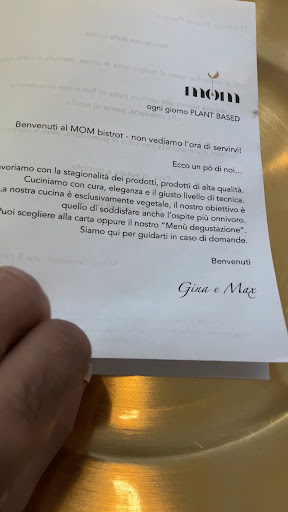 mom
ogni giorno PLANT BASED
Benvenuti al MOM bistrot - non vediamo l'ora di servirvi!
Ecco un pò di noi…
avoriamo con la stagionalità dei prodotti, prodotti di alta qualità.
Cuciniamo con cura, eleganza e il giusto livello di tecnica.
La nostra cucina è esclusivamente vegetale, il nostro obiettivo è
quello di soddisfare anche l'ospite più onnivoro.
Puoi scegliere alla carta oppure il nostro "Menù degustazione".
Siamo qui per guidarti in caso di domande.
Benvenuti
Gina e Max